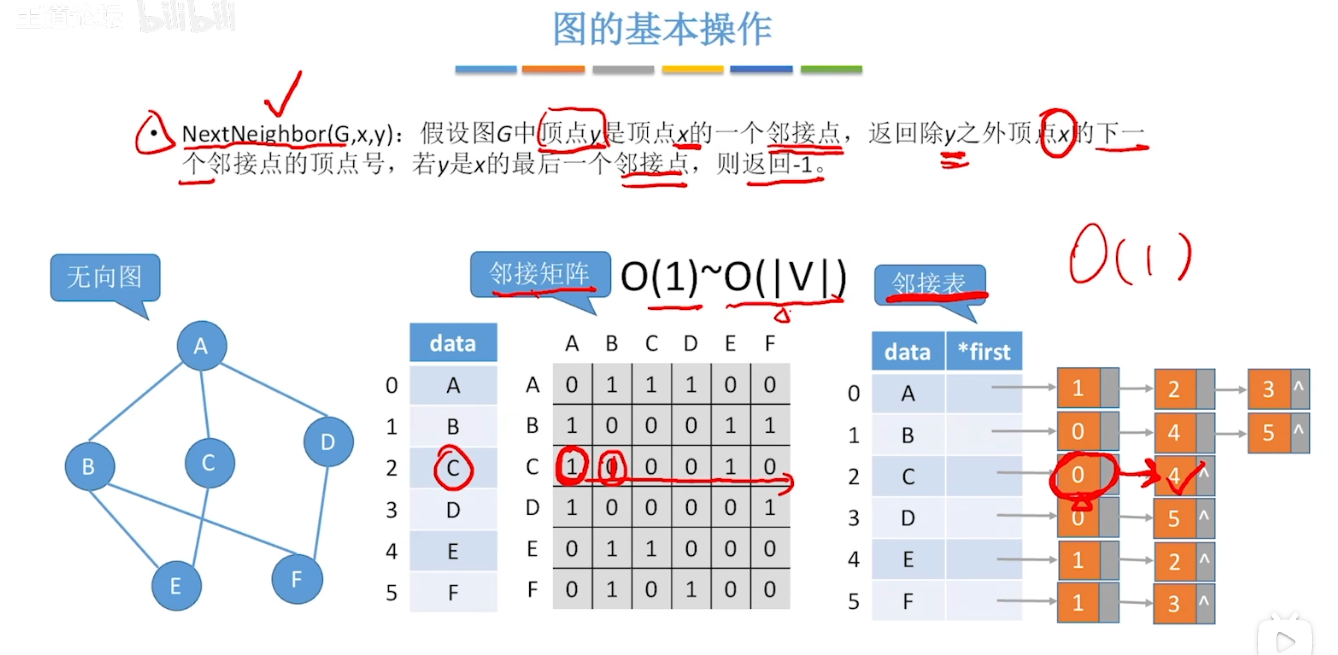 王道论坛 bilibili
图的基本操作
• NextNeighbor(G,x,y)：假设图G中顶点y是顶点x的一个邻接点，返回除y之外顶点x的下一
个邻接点的顶点号，若y是x的最后一个邻接点，则返回-1。
O(1)
无向图
邻接矩阵 O(1)~O(|V|)
邻接表
A
B
C
D
E
F
data
0 A
1 B
2 C
3 D
4 E
5 F
A B C D E F
A 0 1 1 1 0 0
B 1 0 0 0 1 1
C 1 0 0 0 1 0
D 1 0 0 0 0 1
E 0 1 1 0 0 0
F 0 1 0 1 0 0
data *first
0 A 1 2 3 ^
1 B 0 4 5 ^
2 C 0 4 ^
3 D 0 5 ^
4 E 1 2 ^
5 F 1 3 ^